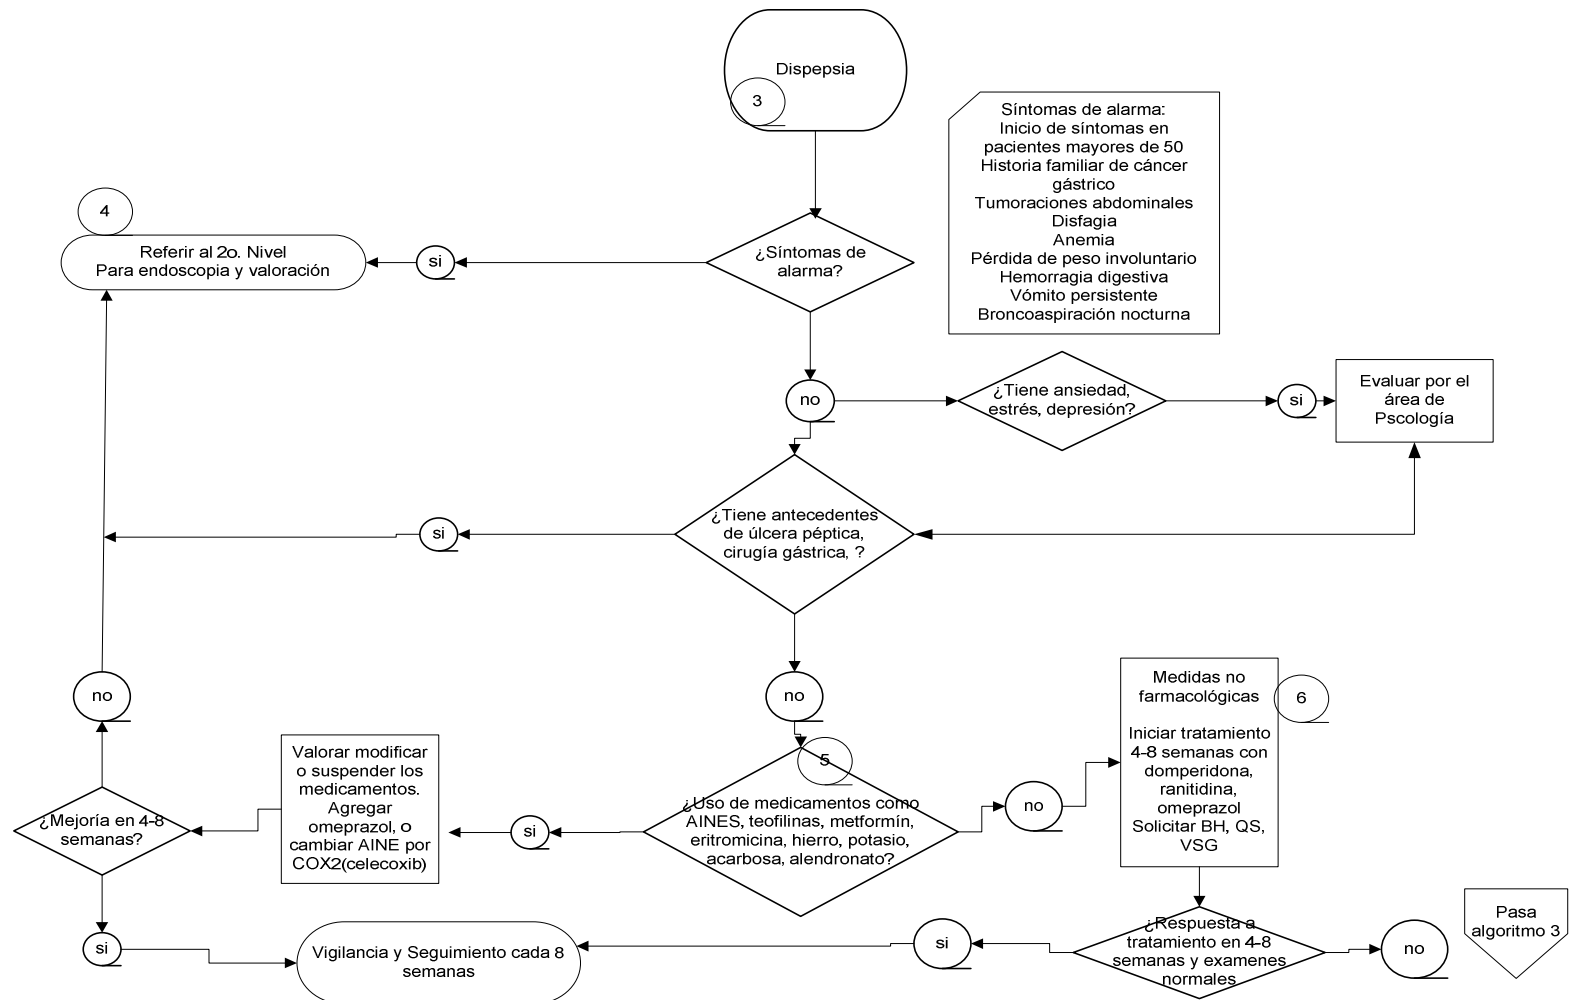 Dispepsia
3
Síntomas de alarma:
Inicio de síntomas en
pacientes mayores de 50
Historia familiar de cáncer
gástrico
Tumoraciones abdominales
Disfagia
Anemia
Pérdida de peso involuntario
Hemorragia digestiva
Vómito persistente
Broncoaspiración nocturna
4
Referir al 2o. Nivel
Para endoscopia y valoración
si
¿Síntomas de
alarma?
no
¿Tiene ansiedad,
estrés, depresión?
si
Evaluar por el
área de
Pscología
si
¿Tiene antecedentes
de úlcera péptica,
cirugía gástrica, ?
no
no
Medidas no
farmacológicas
6
Iniciar tratamiento
4-8 semanas con
domperidona,
ranitidina,
omeprazol
Solicitar BH, QS,
VSG
5
¿Uso de medicamentos como
AINES, teofilinas, metformín,
eritromicina, hierro, potasio,
acarbosa, alendronato?
no
si
Valorar modificar
o suspender los
medicamentos.
Agregar
omeprazol, o
cambiar AINE por
COX2(celecoxib)
¿Mejoría en 4-8
semanas?
si
Vigilancia y Seguimiento cada 8
semanas
si
¿Respuesta a
tratamiento en 4-8
semanas y examenes
normales
no
Pasa
algoritmo 3